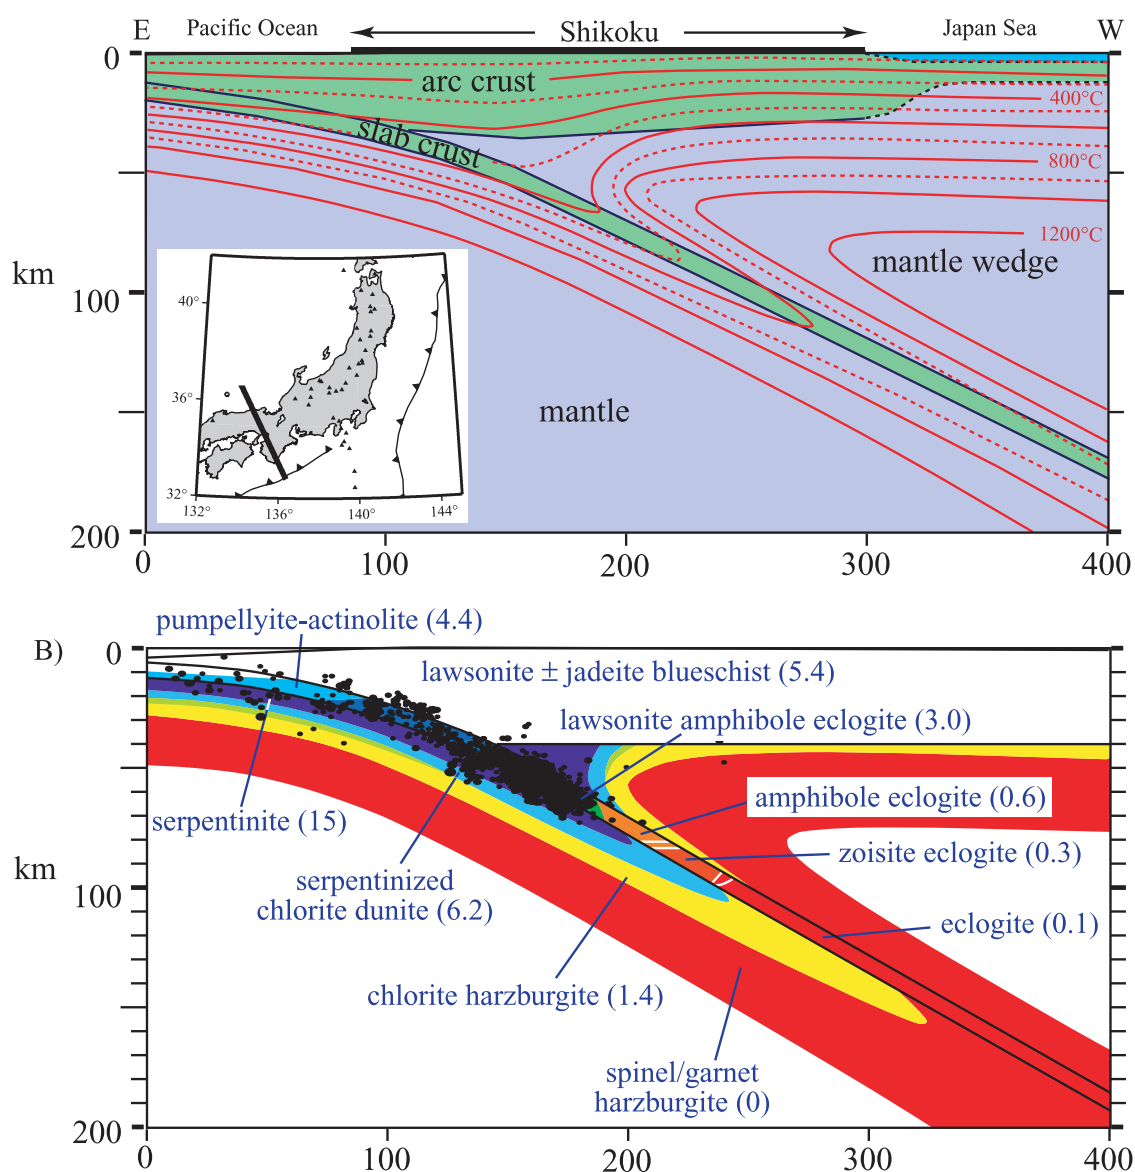 E Pacific Ocean Shikoku Japan Sea W
0
arc crust
400°C
slab crust
800°C
1200°C
km
mantle wedge
100
40°
36°
mantle
32°
132° 136° 140° 144°
200
0 100 200 300 400
pumpellyite-actinolite (4.4)
B) 0
lawsonite ± jadeite blueschist (5.4)
lawsonite amphibole eclogite (3.0)
amphibole eclogite (0.6)
serpentinite (15)
zoisite eclogite (0.3)
km
serpentinized
chlorite dunite (6.2)
100
eclogite (0.1)
chlorite harzburgite (1.4)
spinel/garnet
harzburgite (0)
200
0 100 200 300 400